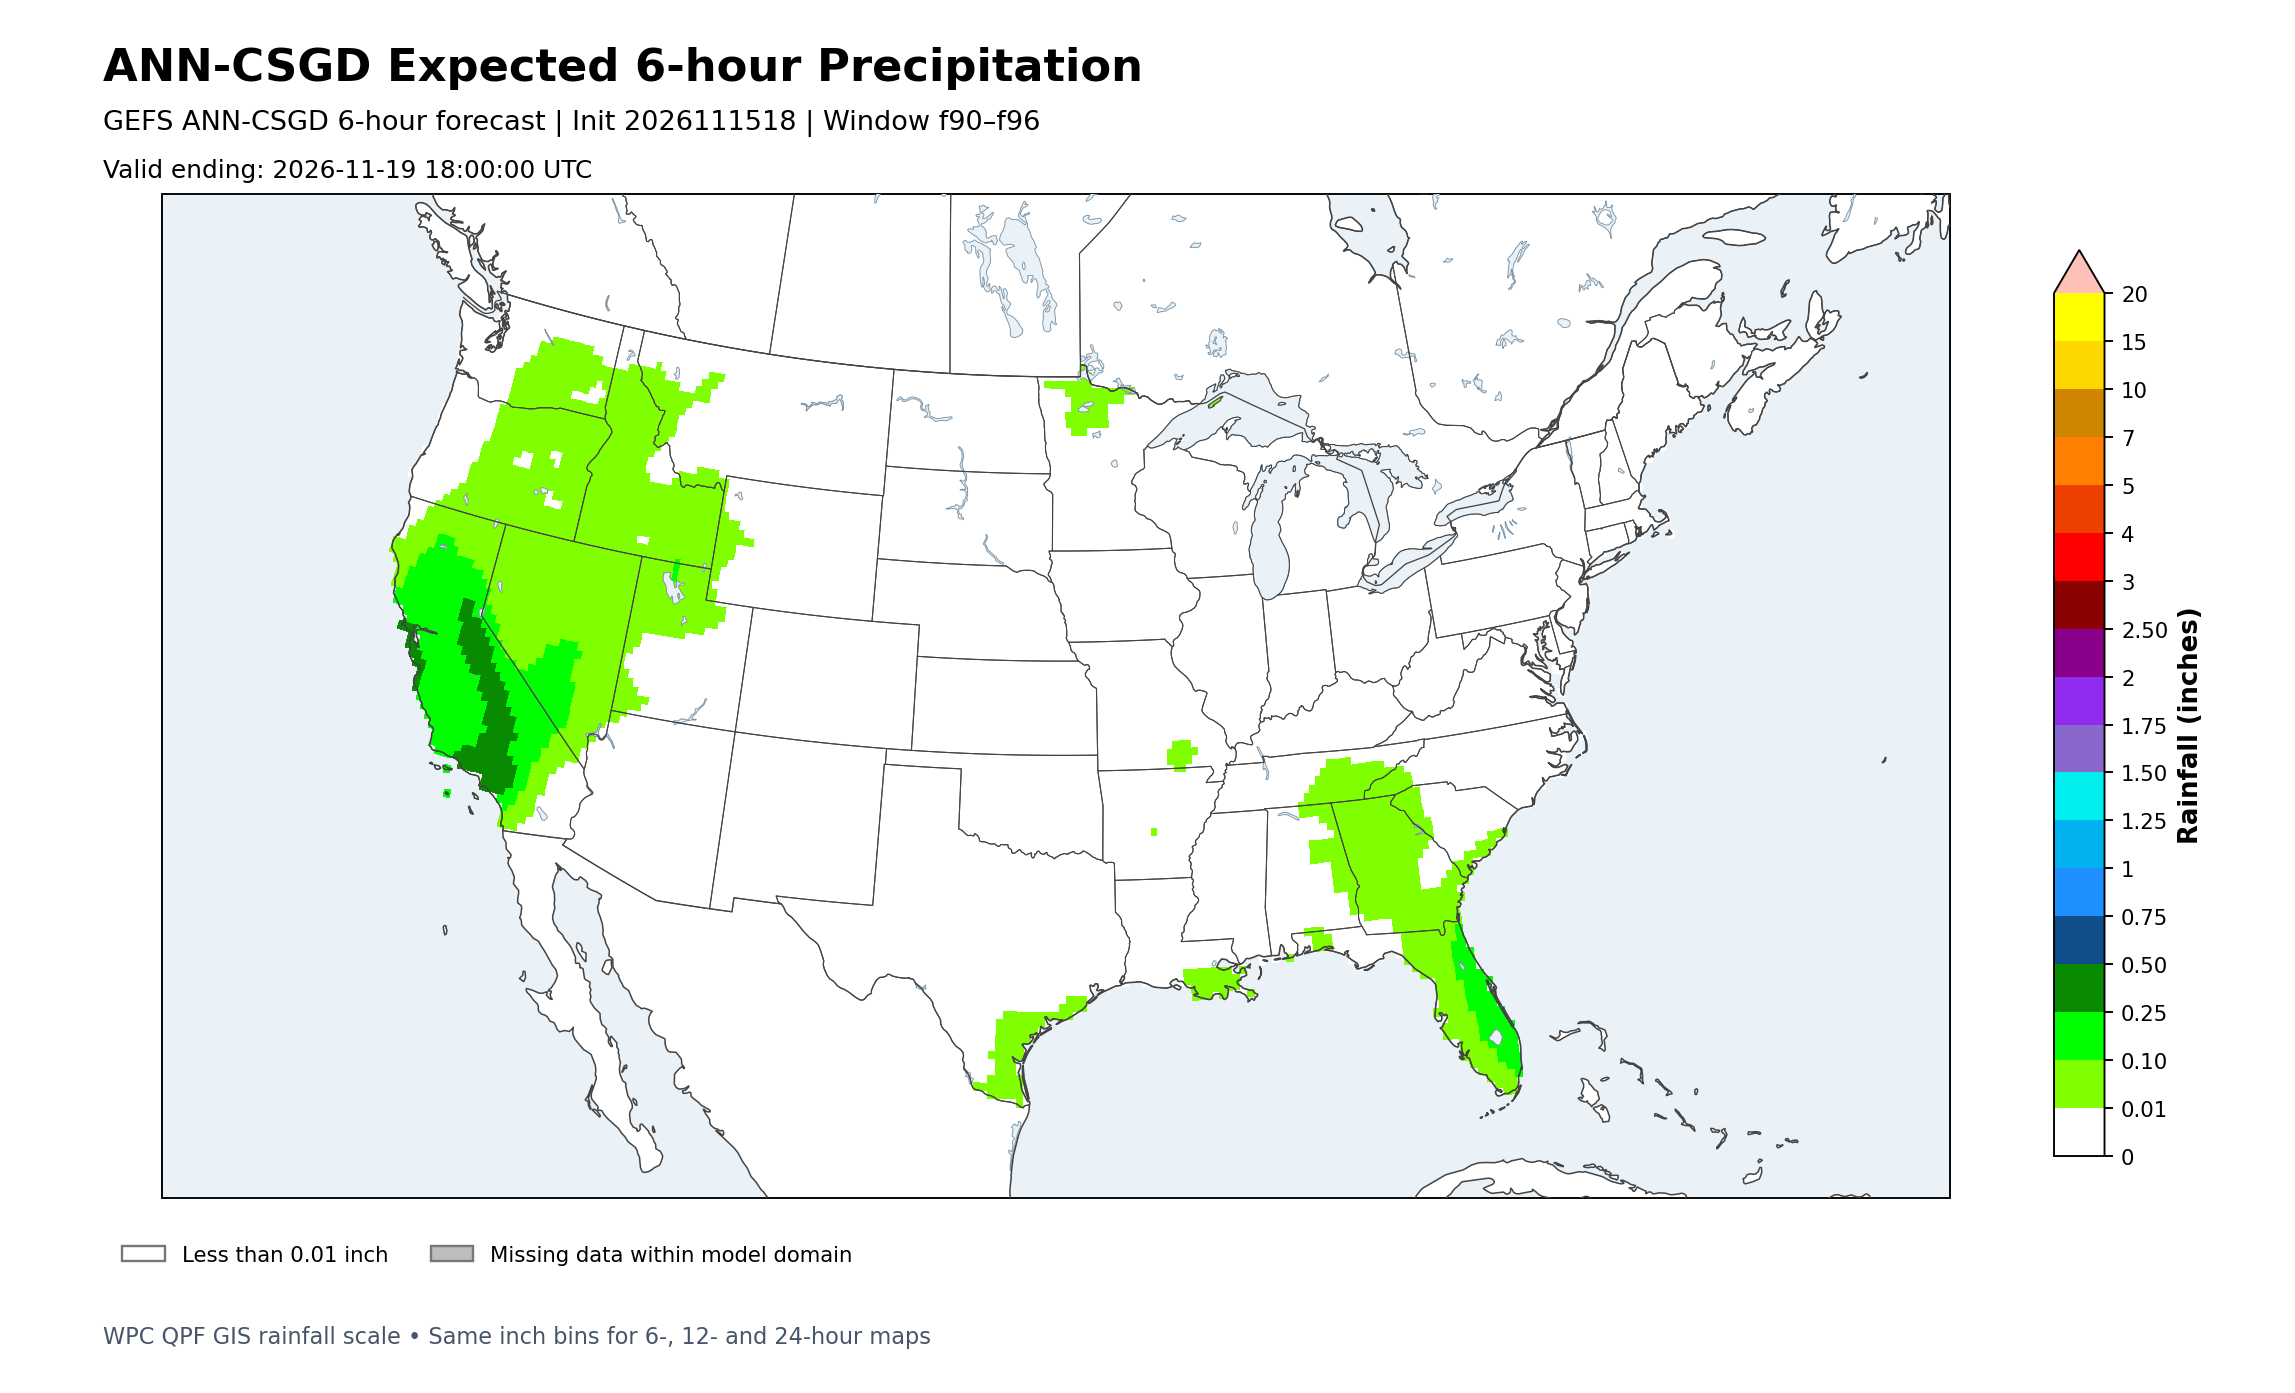 ANN-CSGD Expected 6-hour Precipitation
GEFS ANN-CSGD 6-hour forecast | Init 2026111518 | Window f90–f96
Valid ending: 2026-11-19 18:00:00 UTC
20
15
10
7
5
4
3
2.50
2
1.75
1.50
1.25
1
0.75
0.50
0.25
0.10
0.01
0
Rainfall (inches)
Less than 0.01 inch
Missing data within model domain
WPC QPF GIS rainfall scale • Same inch bins for 6-, 12- and 24-hour maps